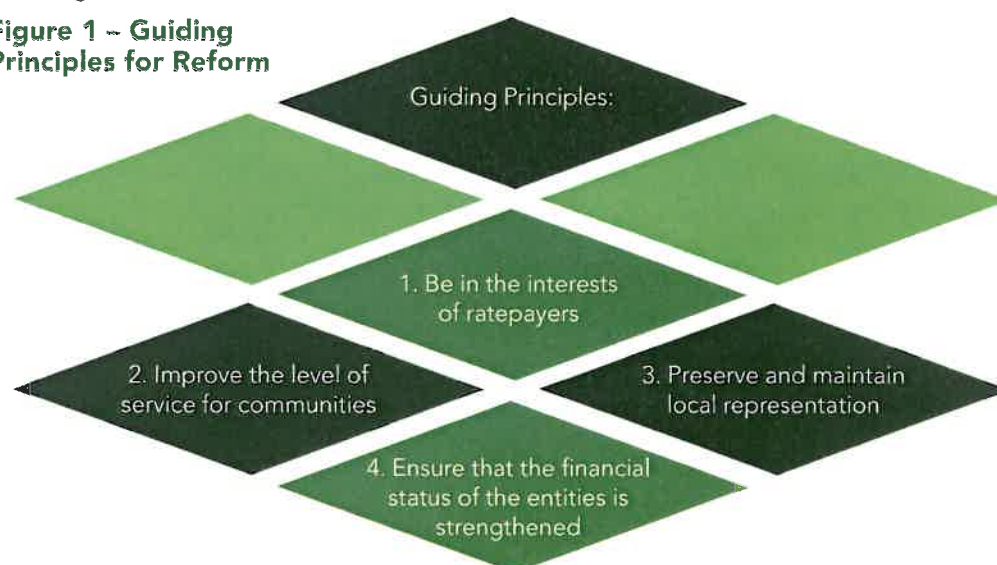 Figure 1 – Guiding
Principles for Reform
Guiding Principles:
1. Be in the interests
of ratepayers
2. Improve the level of
service for communities
3. Preserve and maintain
local representation
4. Ensure that the financial
status of the entities is
strengthened